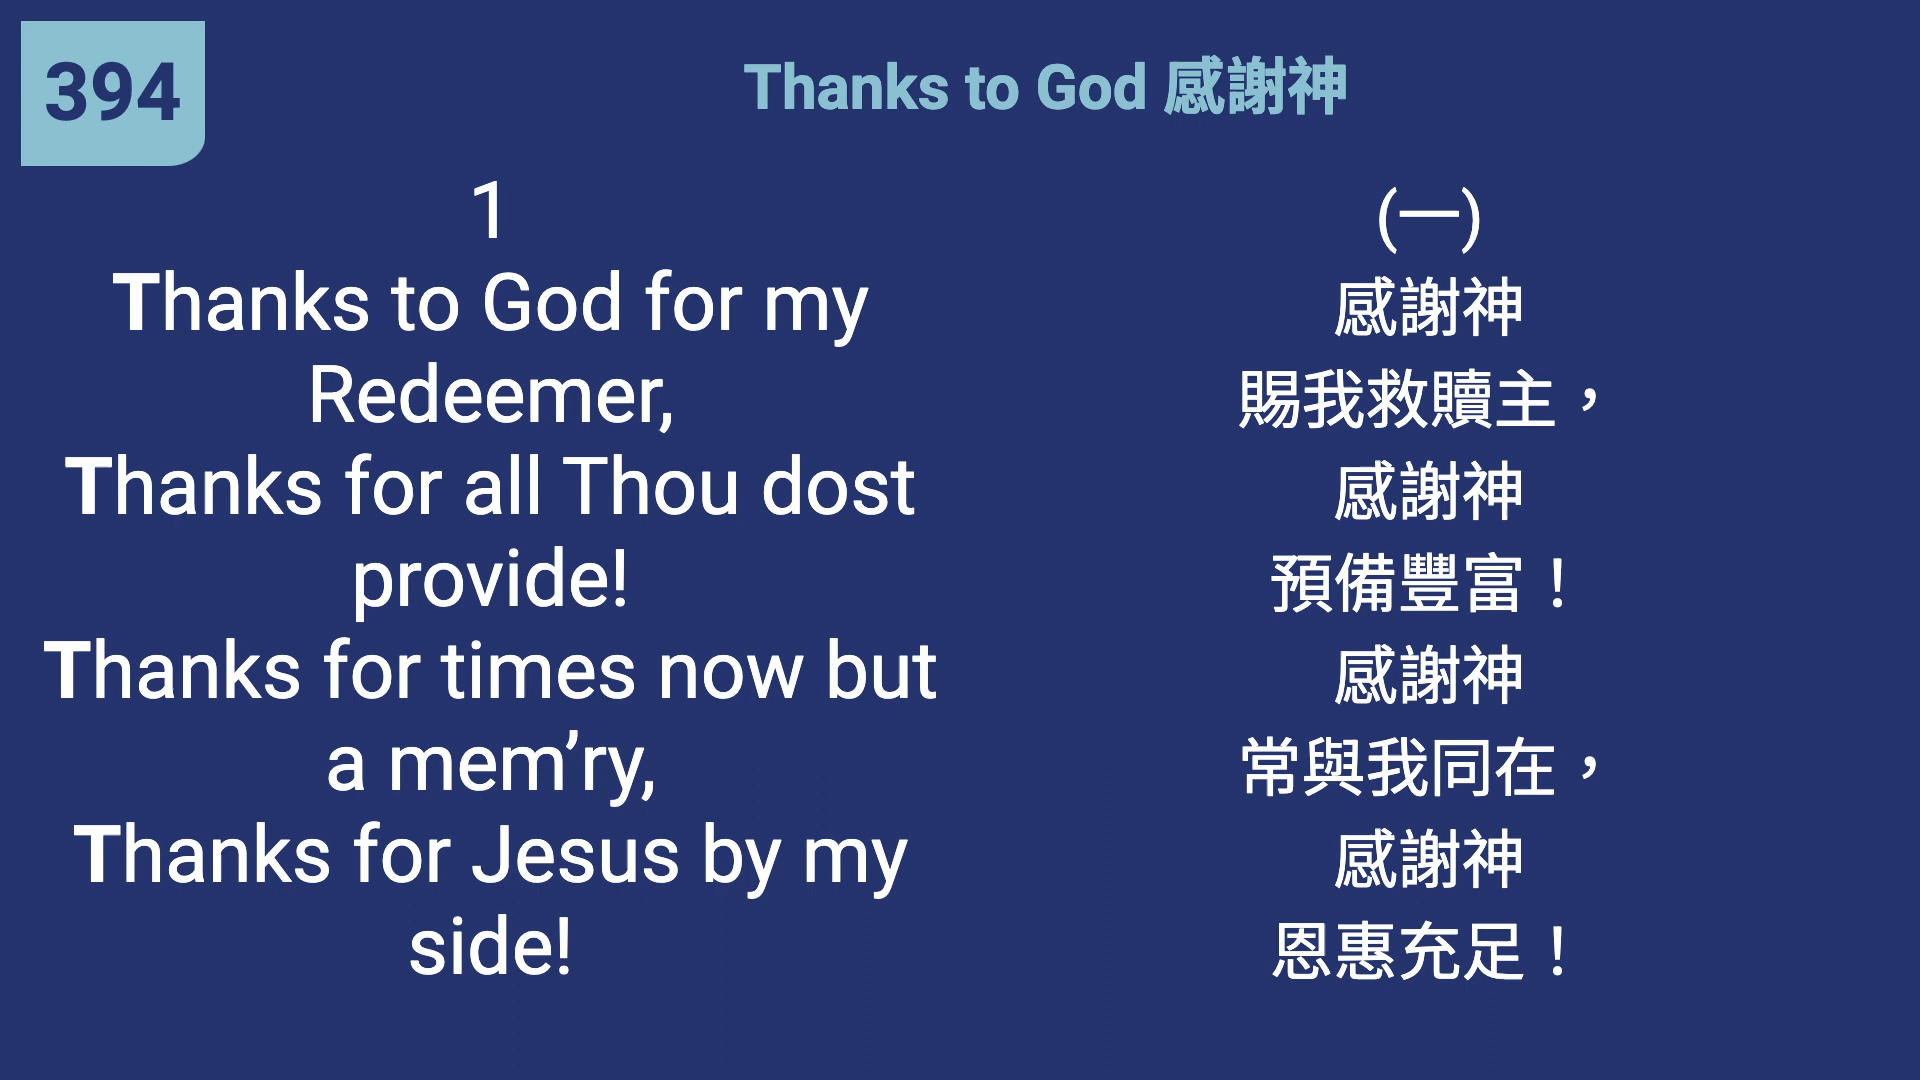 394
Thanks to God 感謝神
1
Thanks to God for my
Redeemer,
Thanks for all Thou dost
provide!
Thanks for times now but
a mem’ry,
Thanks for Jesus by my
side!
(一)
感謝神
賜我救贖主，
感謝神
預備豐富！
感謝神
常與我同在，
感謝神
恩惠充足！